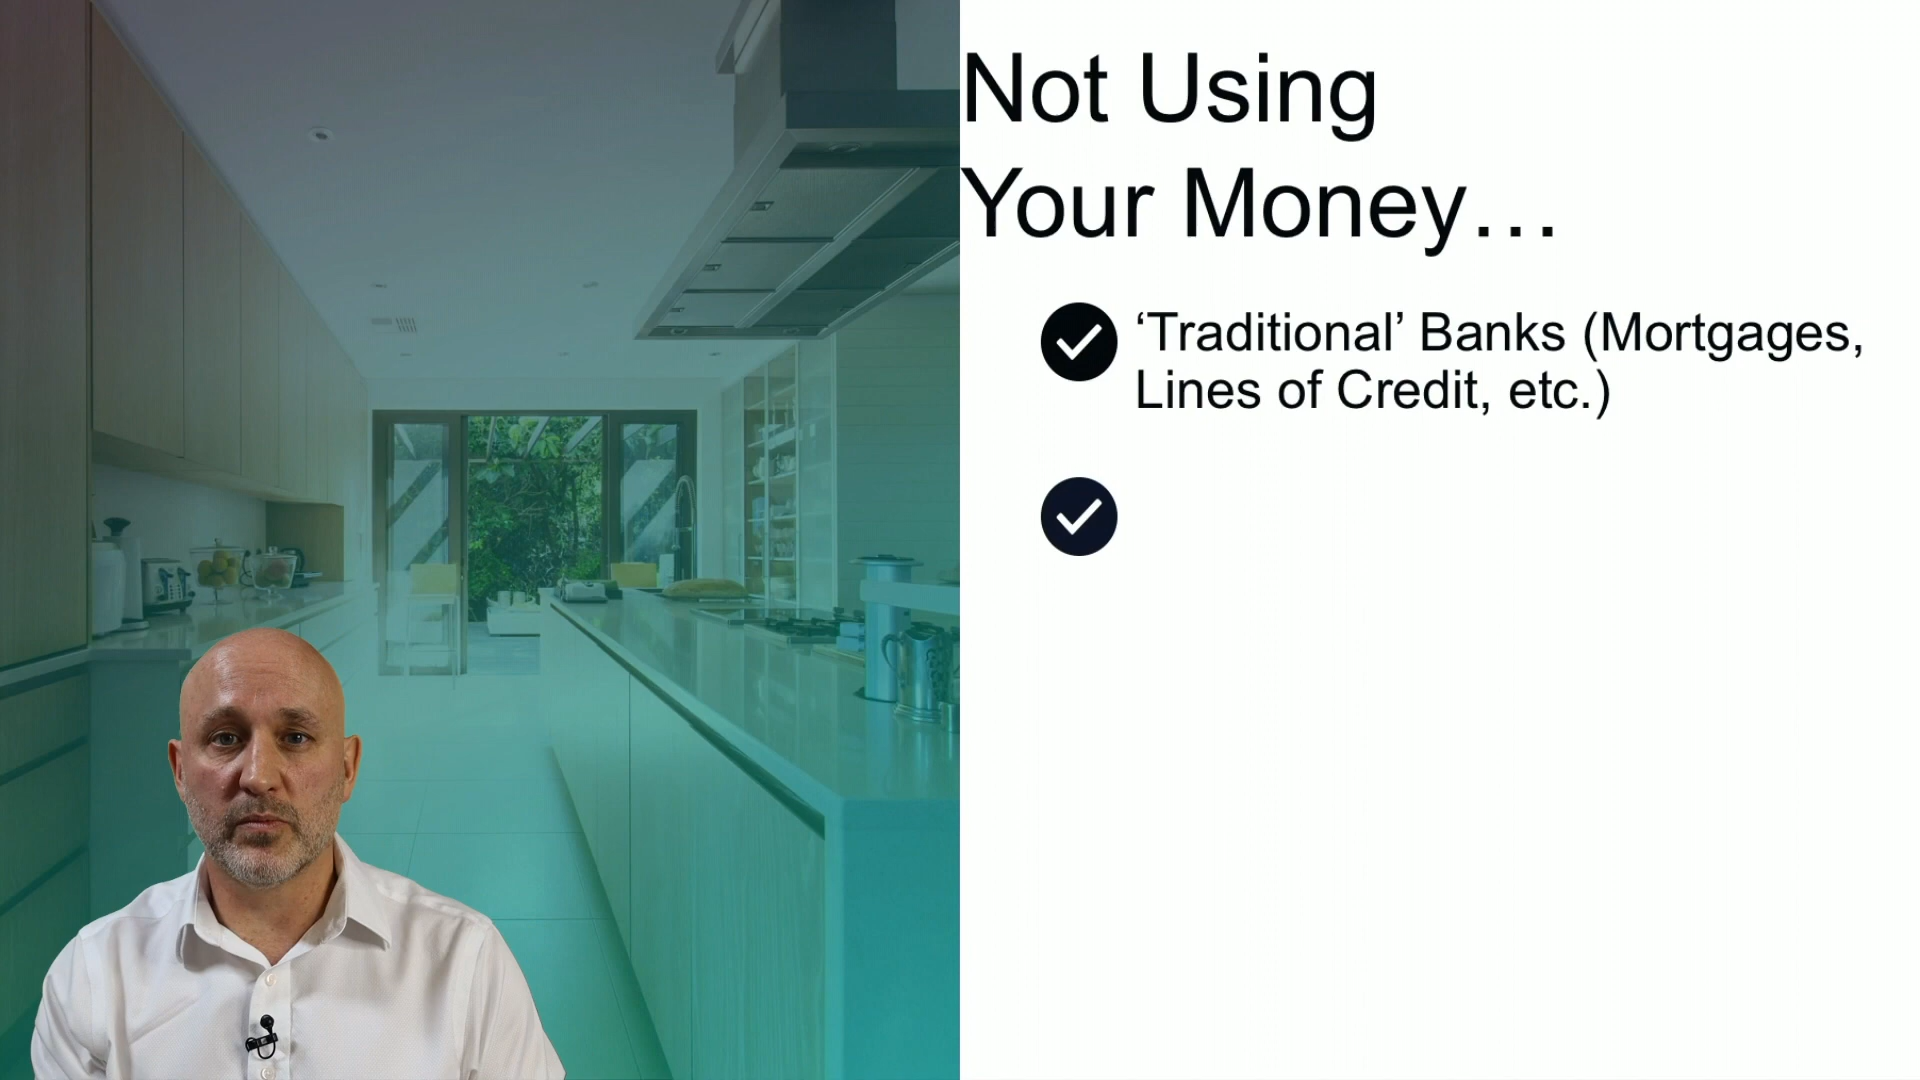 Not Using
Your Money…
‘Traditional’ Banks (Mortgages,
Lines of Credit, etc.)